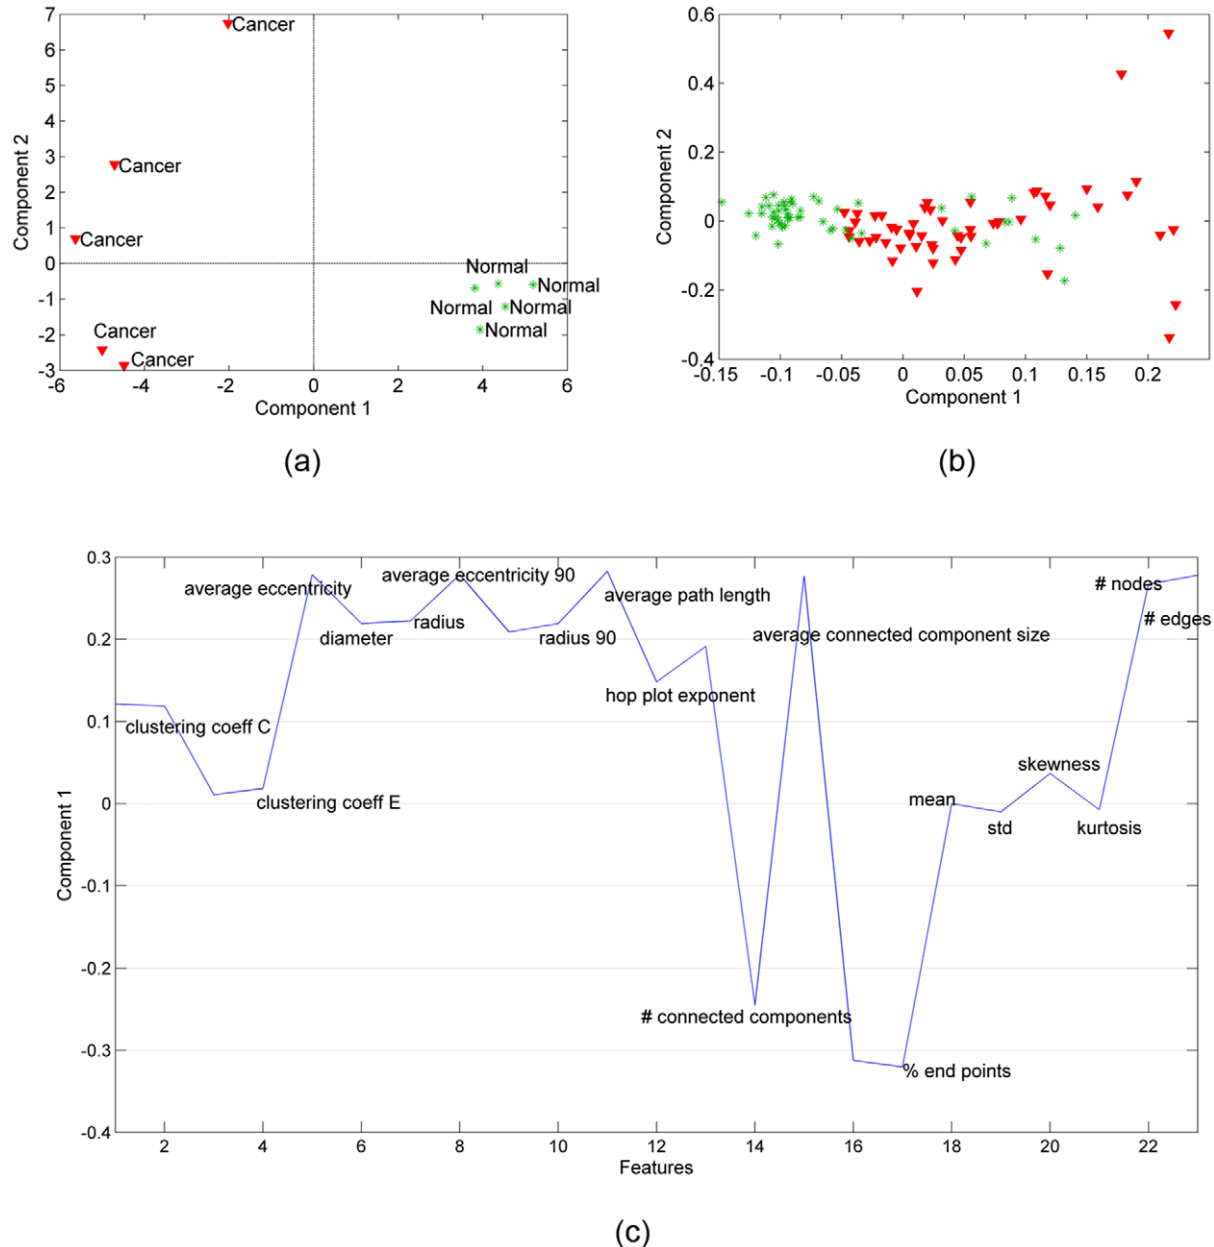 7
6
5
4
3
2
1
0
-1
-2
-3
-6
-4
-2
0
2
4
6
Component 2
Component 1
Cancer
Cancer
Cancer
Cancer
Cancer
Normal
Normal
Normal
Normal
Normal
(a)
0.6
0.4
0.2
0
-0.2
-0.4
-0.15
-0.1
-0.05
0
0.05
0.1
0.15
0.2
Component 2
Component 1
(b)
0.3
0.2
0.1
0
-0.1
-0.2
-0.3
-0.4
Component 1
average eccentricity
average eccentricity 90
diameter
radius
radius 90
average path length
average connected component size
hop plot exponent
# nodes
# edges
clustering coeff C
clustering coeff E
mean
std
skewness
kurtosis
# connected components
% end points
2
4
6
8
10
12
14
16
18
20
22
Features
(c)